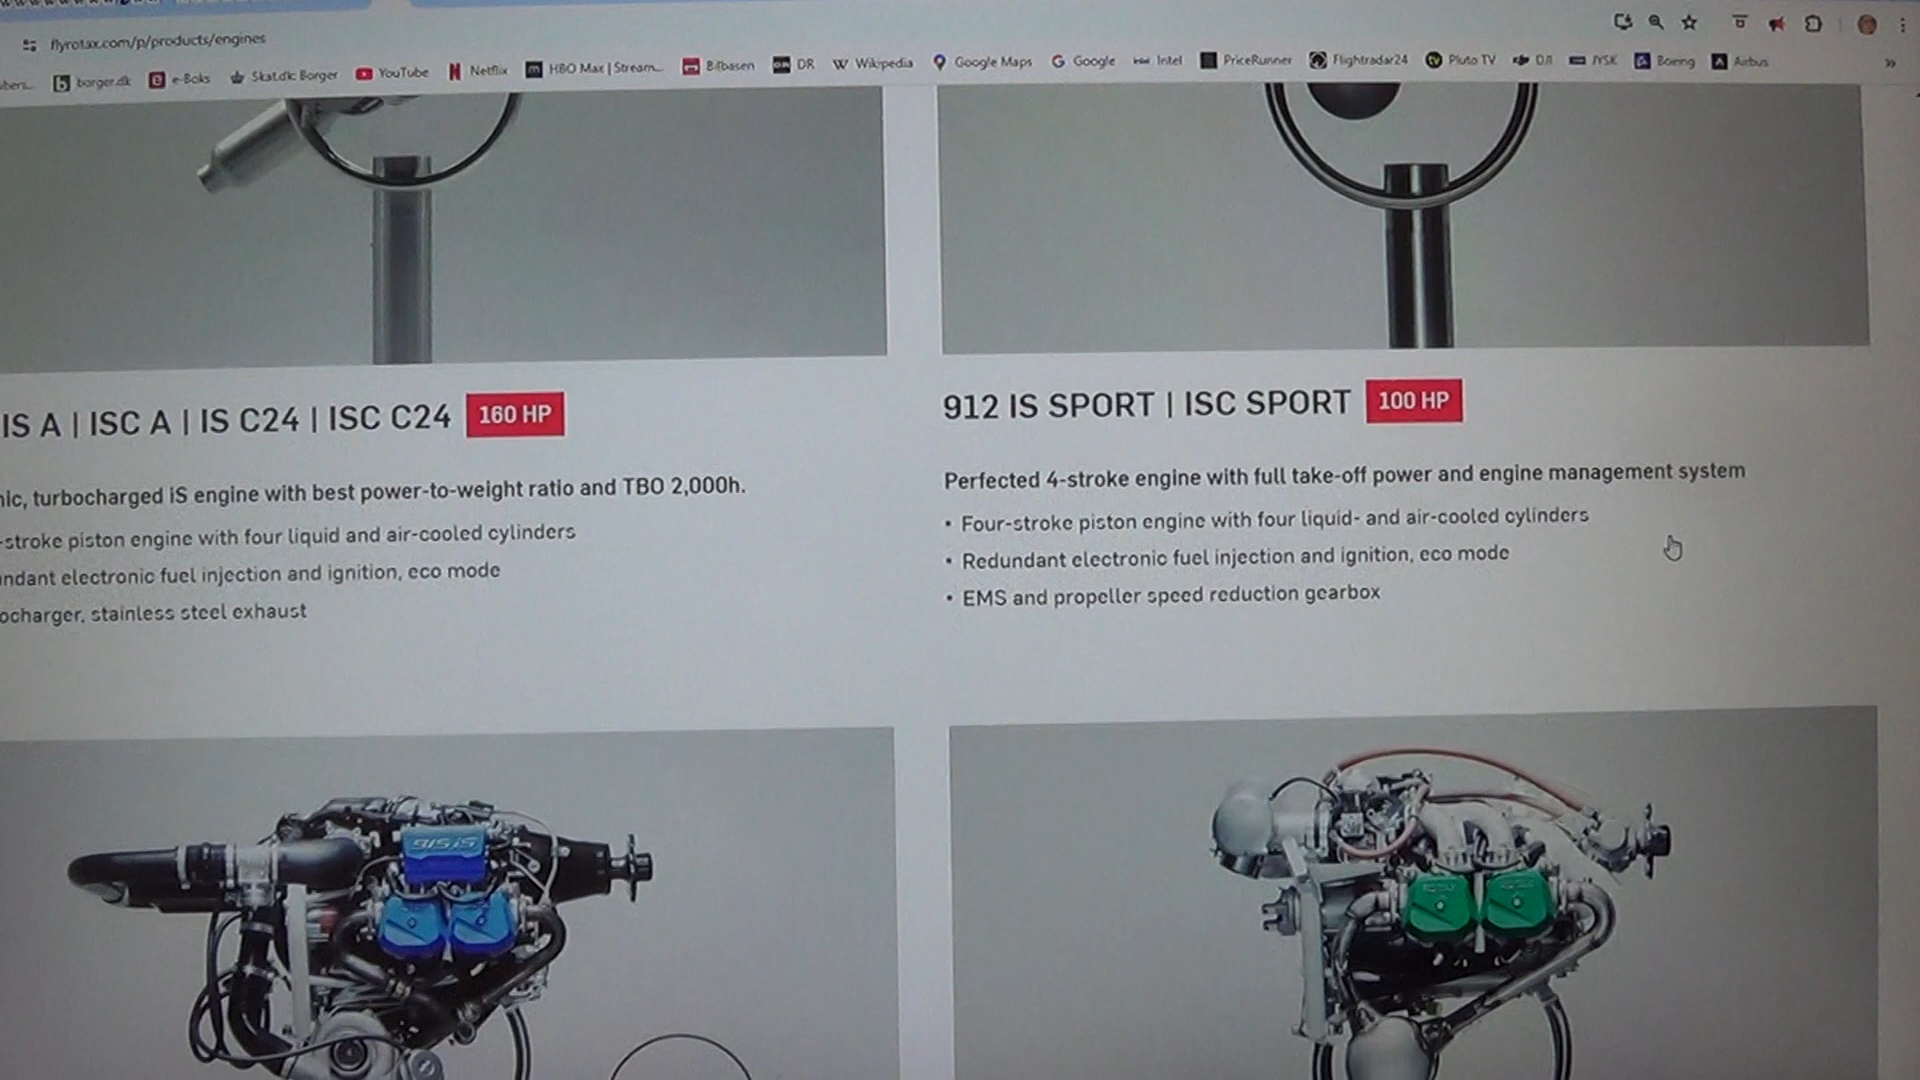 flyrotax.com/p/products/engines
borger.dk e-Boks Skat.dk: Borger YouTube Netflix HBO Max | Stream... Bilbasen DR Wikipedia Google Maps Google Intel PriceRunner Flightradar24 Pluto TV DJI JYSK Boeing Airbus
IS A | ISC A | IS C24 | ISC C24 160 HP
turbocharged iS engine with best power-to-weight ratio and TBO 2,000h.
-stroke piston engine with four liquid and air-cooled cylinders
ndant electronic fuel injection and ignition, eco mode
ocharger, stainless steel exhaust
912 IS SPORT | ISC SPORT 100 HP
Perfected 4-stroke engine with full take-off power and engine management system
• Four-stroke piston engine with four liquid- and air-cooled cylinders
• Redundant electronic fuel injection and ignition, eco mode
• EMS and propeller speed reduction gearbox
915 iS